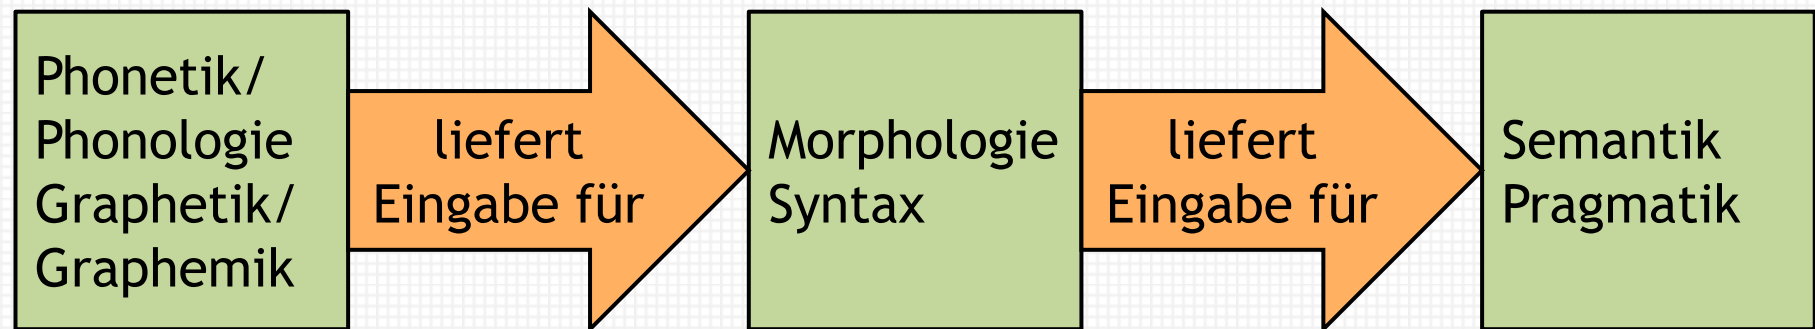 Phonetik/
Phonologie
Graphetik/
Graphemik
liefert
Eingabe für
Morphologie
Syntax
liefert
Eingabe für
Semantik
Pragmatik